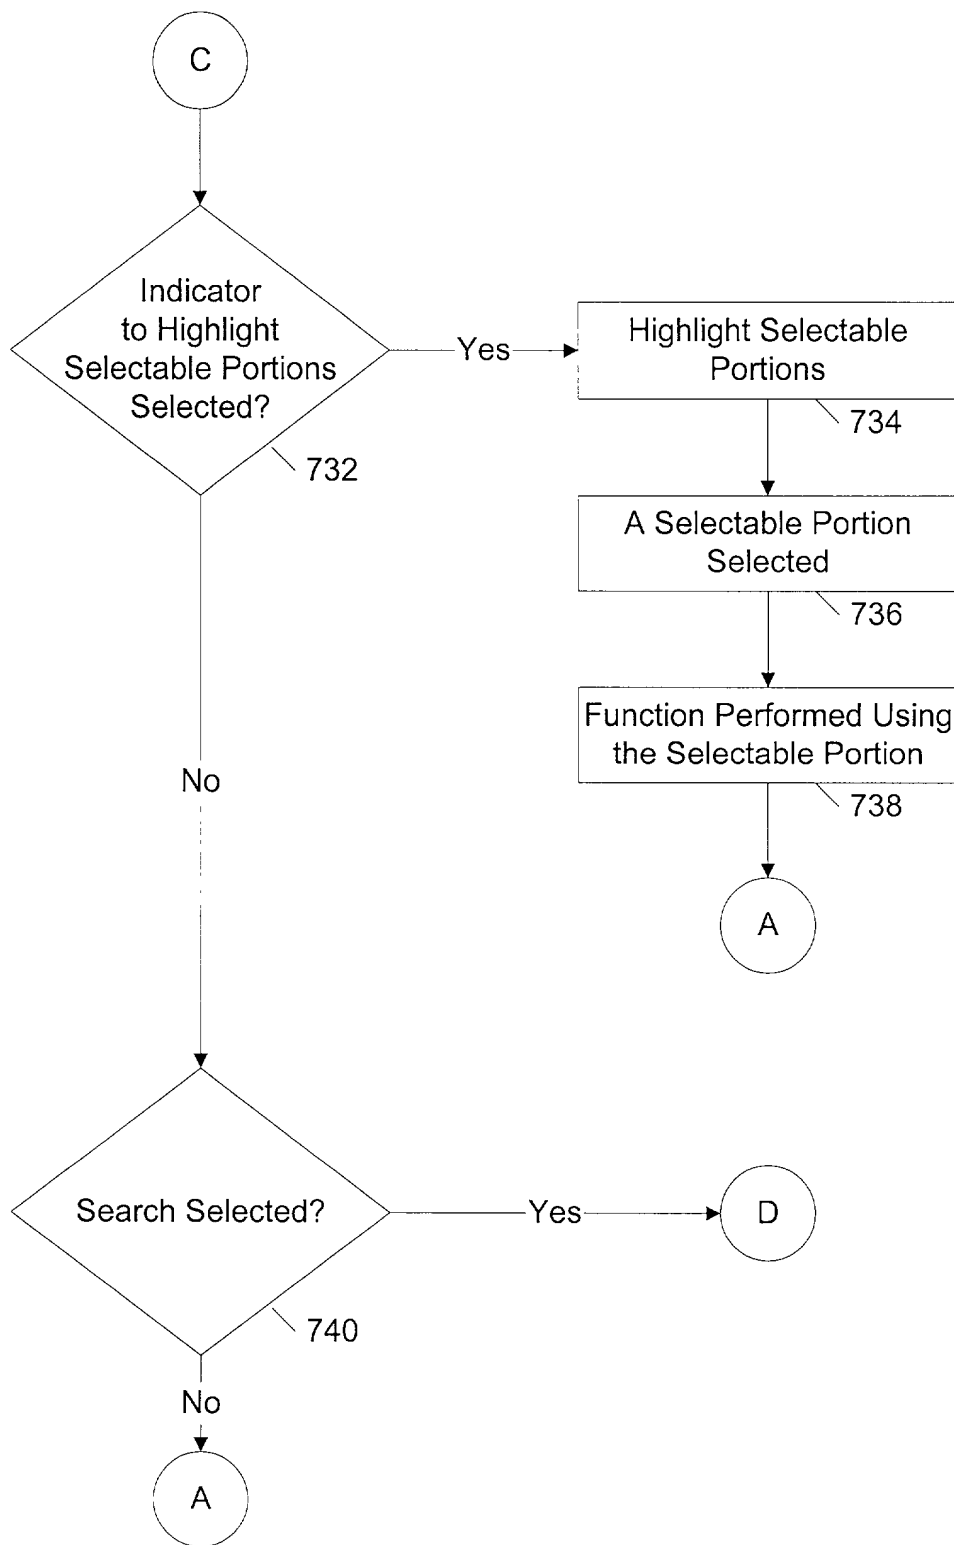 C
Indicator
to Highlight
Selectable Portions
Selected?
732
Yes
Highlight Selectable
Portions
734
A Selectable Portion
Selected
736
Function Performed Using
the Selectable Portion
738
A
No
Search Selected?
740
Yes
D
No
A